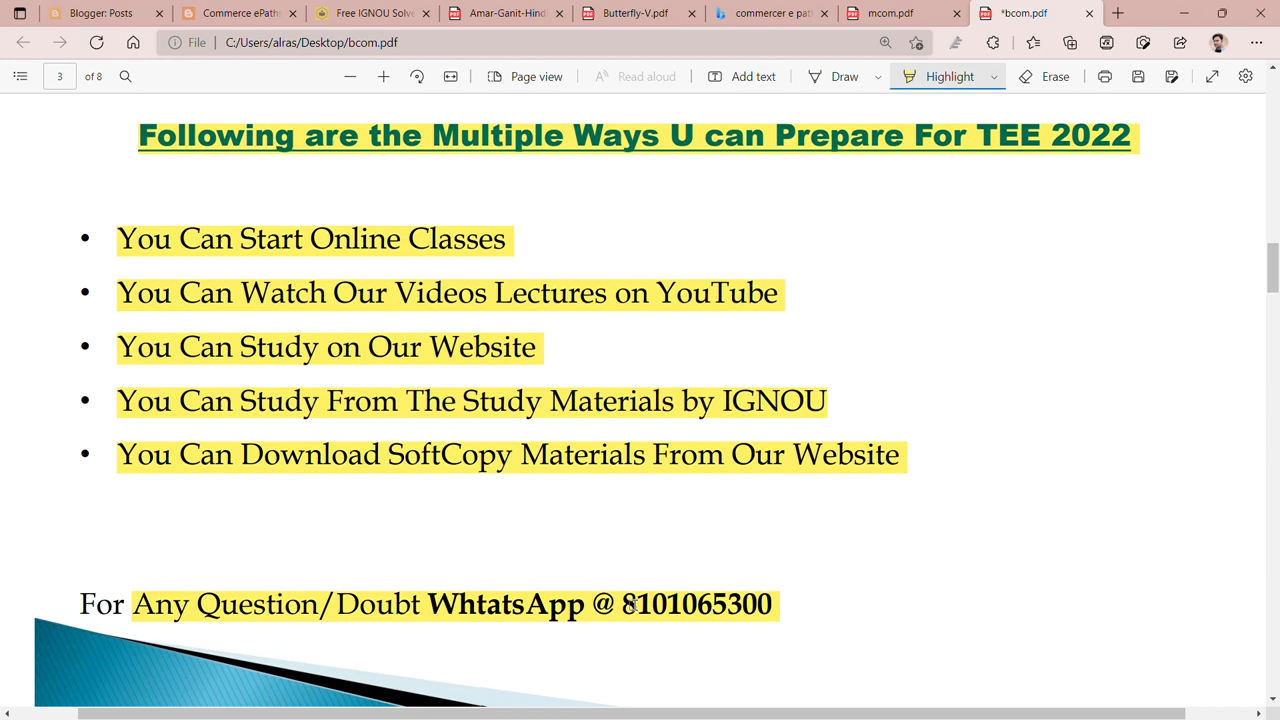 Blogger: Posts
Commerce ePath
Free IGNOU Solv
Amar-Ganit-Hind
Butterfly-V.pdf
commercer e pat
mcom.pdf
*bcom.pdf
File
C:/Users/alras/Desktop/bcom.pdf
3 of 8
Page view
Read aloud
Add text
Draw
Highlight
Erase
Following are the Multiple Ways U can Prepare For TEE 2022
• You Can Start Online Classes
• You Can Watch Our Videos Lectures on YouTube
• You Can Study on Our Website
• You Can Study From The Study Materials by IGNOU
• You Can Download SoftCopy Materials From Our Website
For Any Question/Doubt WhtatsApp @ 8101065300